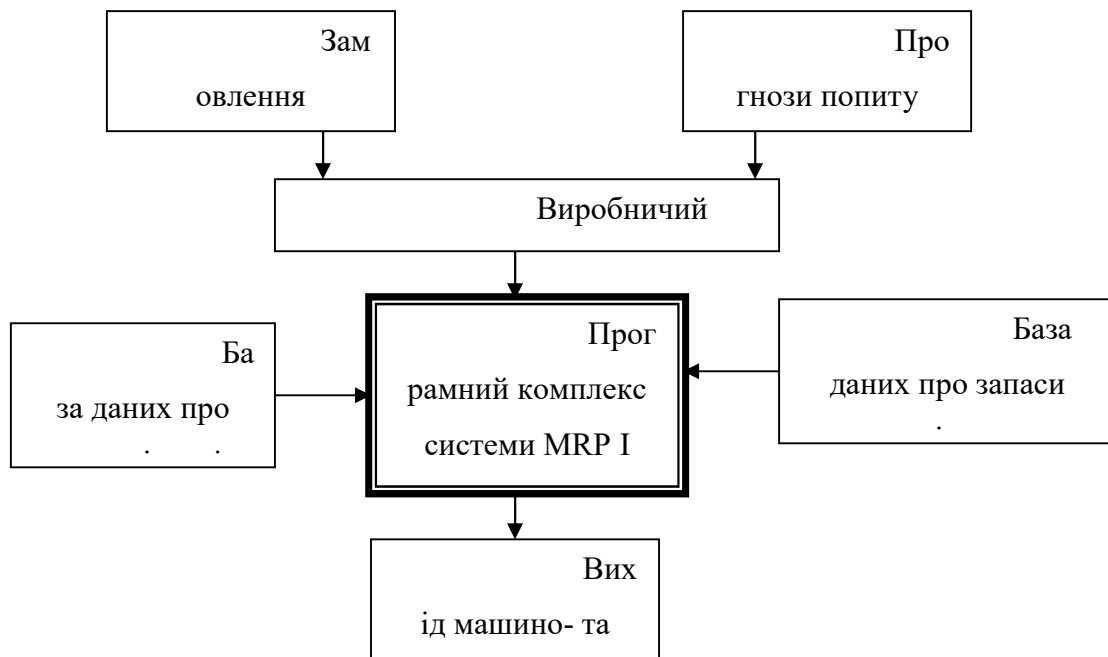 Зам
овлення
Про
гнози попиту
Виробничий
Ба
за даних про
Прог
рамний комплекс
системи MRP I
База
даних про запаси
Вих
ід машино- та